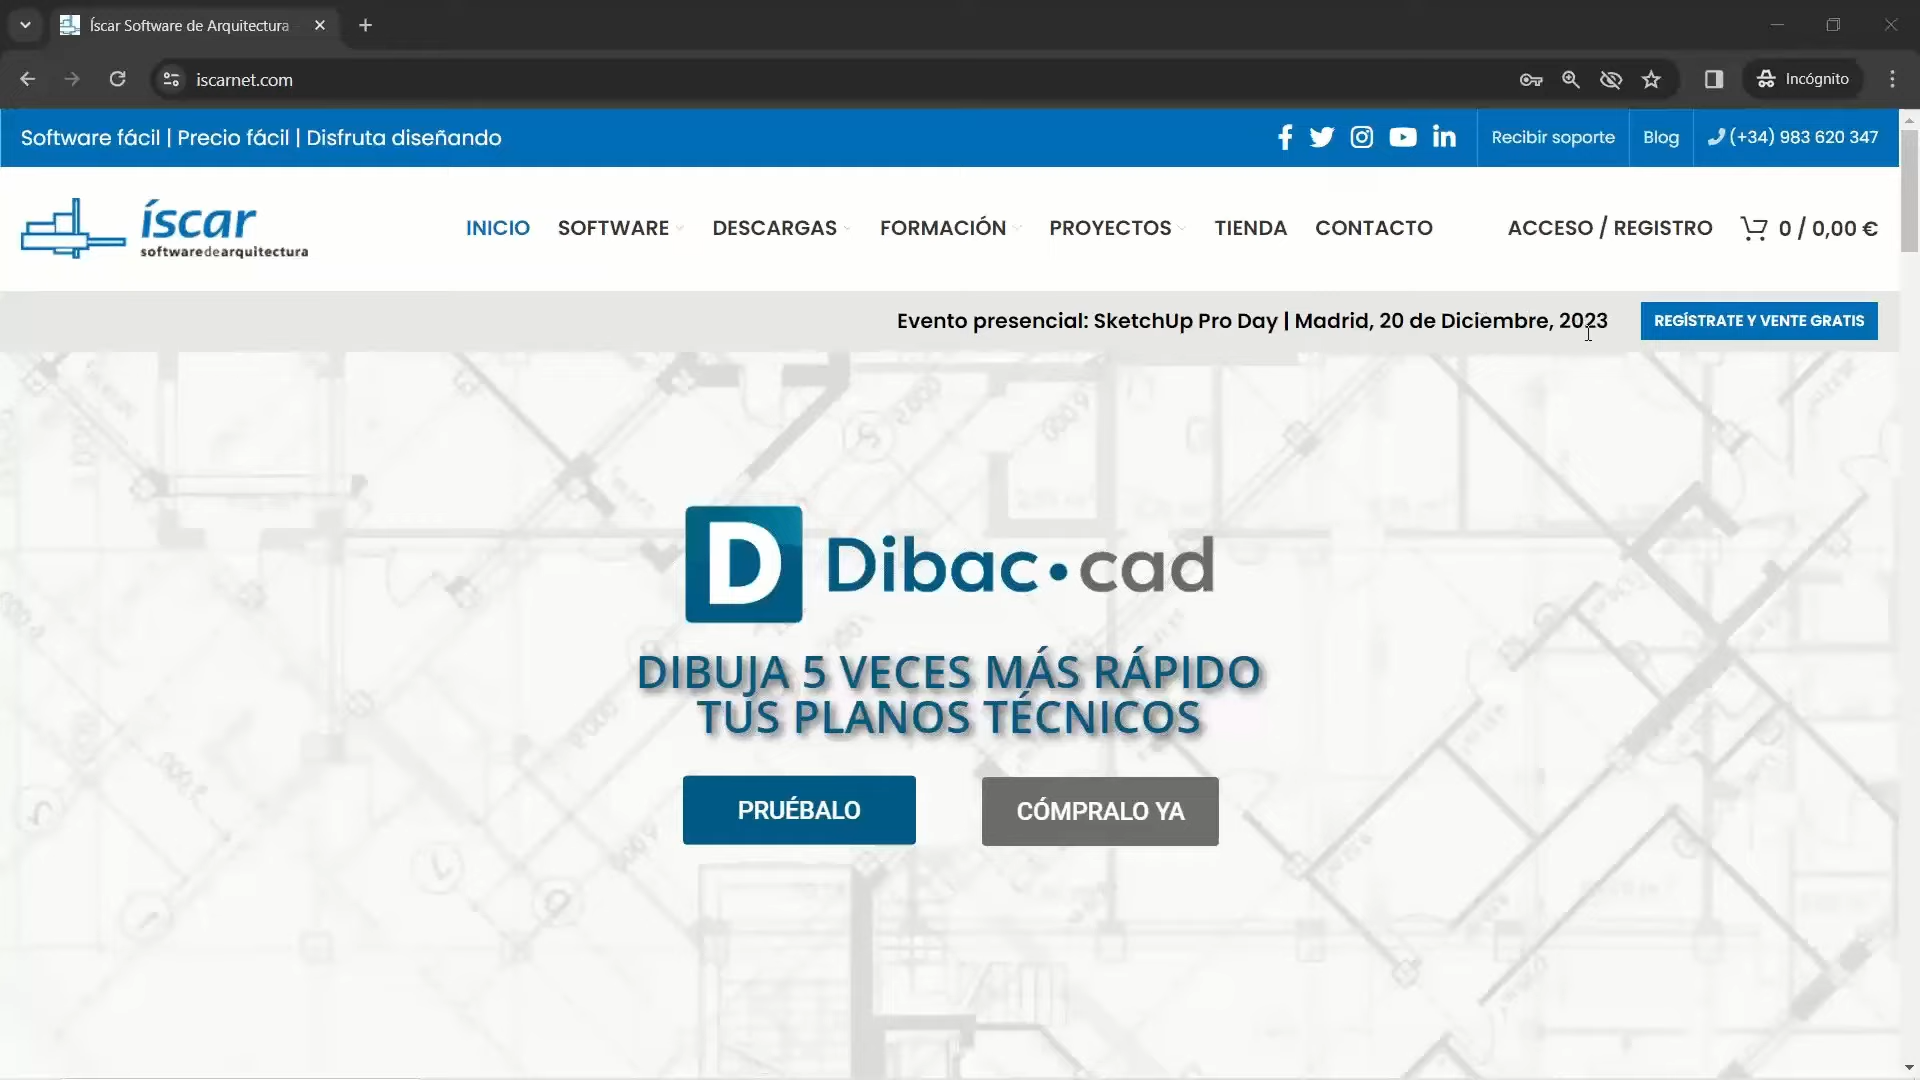 Íscar Software de Arquitectura
iscarnet.com
Incógnito
Software fácil | Precio fácil | Disfruta diseñando
Recibir soporte
Blog
(+34) 983 620 347
íscar
softwaredearquitectura
INICIO
SOFTWARE
DESCARGAS
FORMACIÓN
PROYECTOS
TIENDA
CONTACTO
ACCESO / REGISTRO
0 / 0,00 €
Evento presencial: SketchUp Pro Day | Madrid, 20 de Diciembre, 2023
REGÍSTRATE Y VENTE GRATIS
D Dibac·cad
DIBUJA 5 VECES MÁS RÁPIDO
TUS PLANOS TÉCNICOS
PRUÉBALO
CÓMPRALO YA